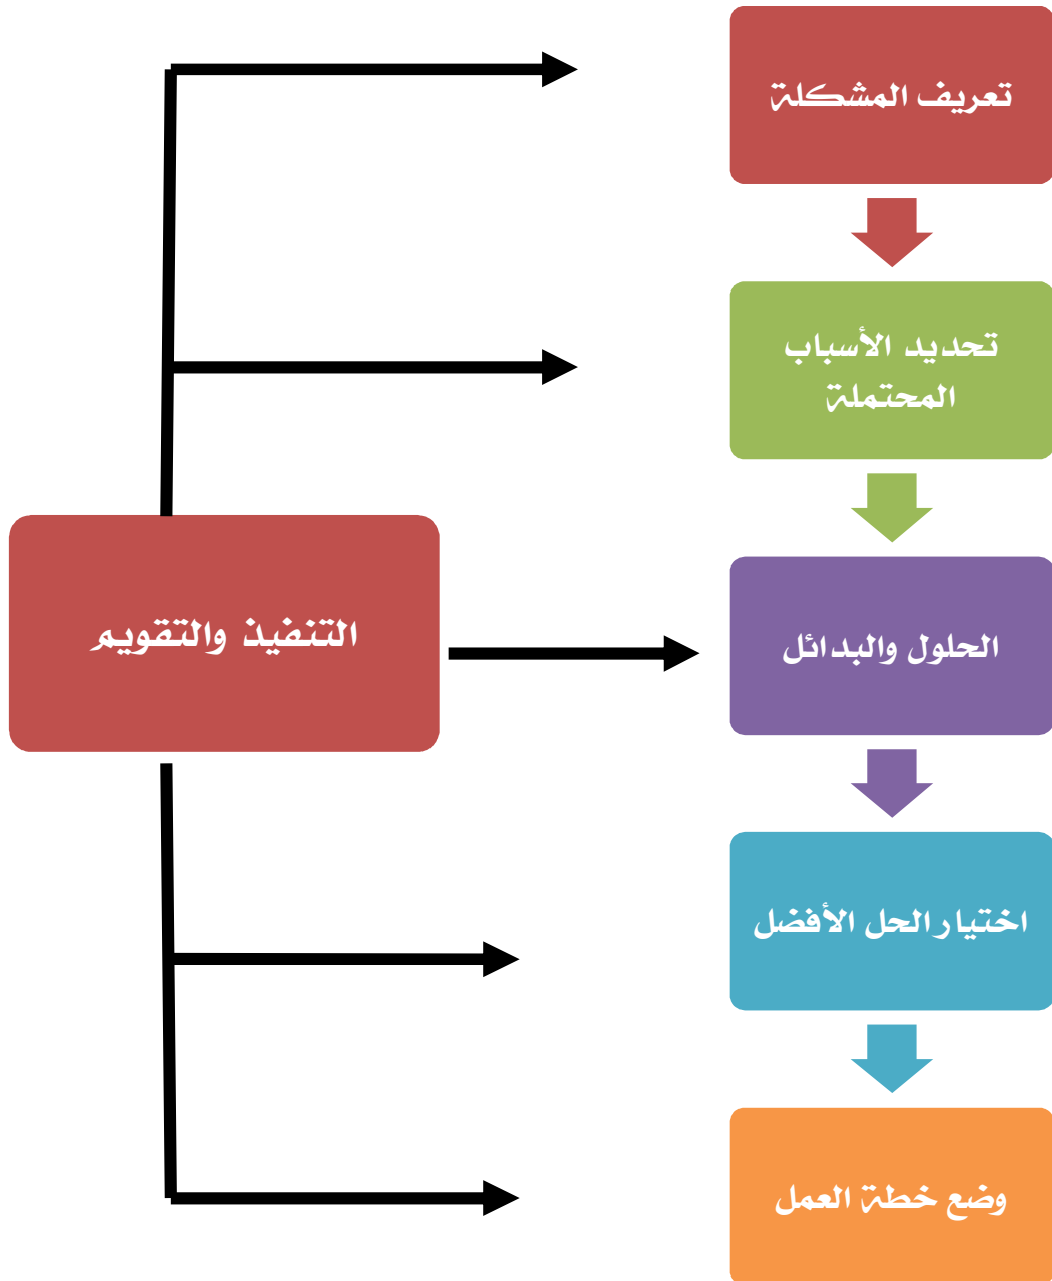 تعريف المشكلة
تحديد الأسباب
المحتملة
الحلول والبدائل
التنفيذ والتقويم
اختيار الحل الأفضل
وضع خطة العمل